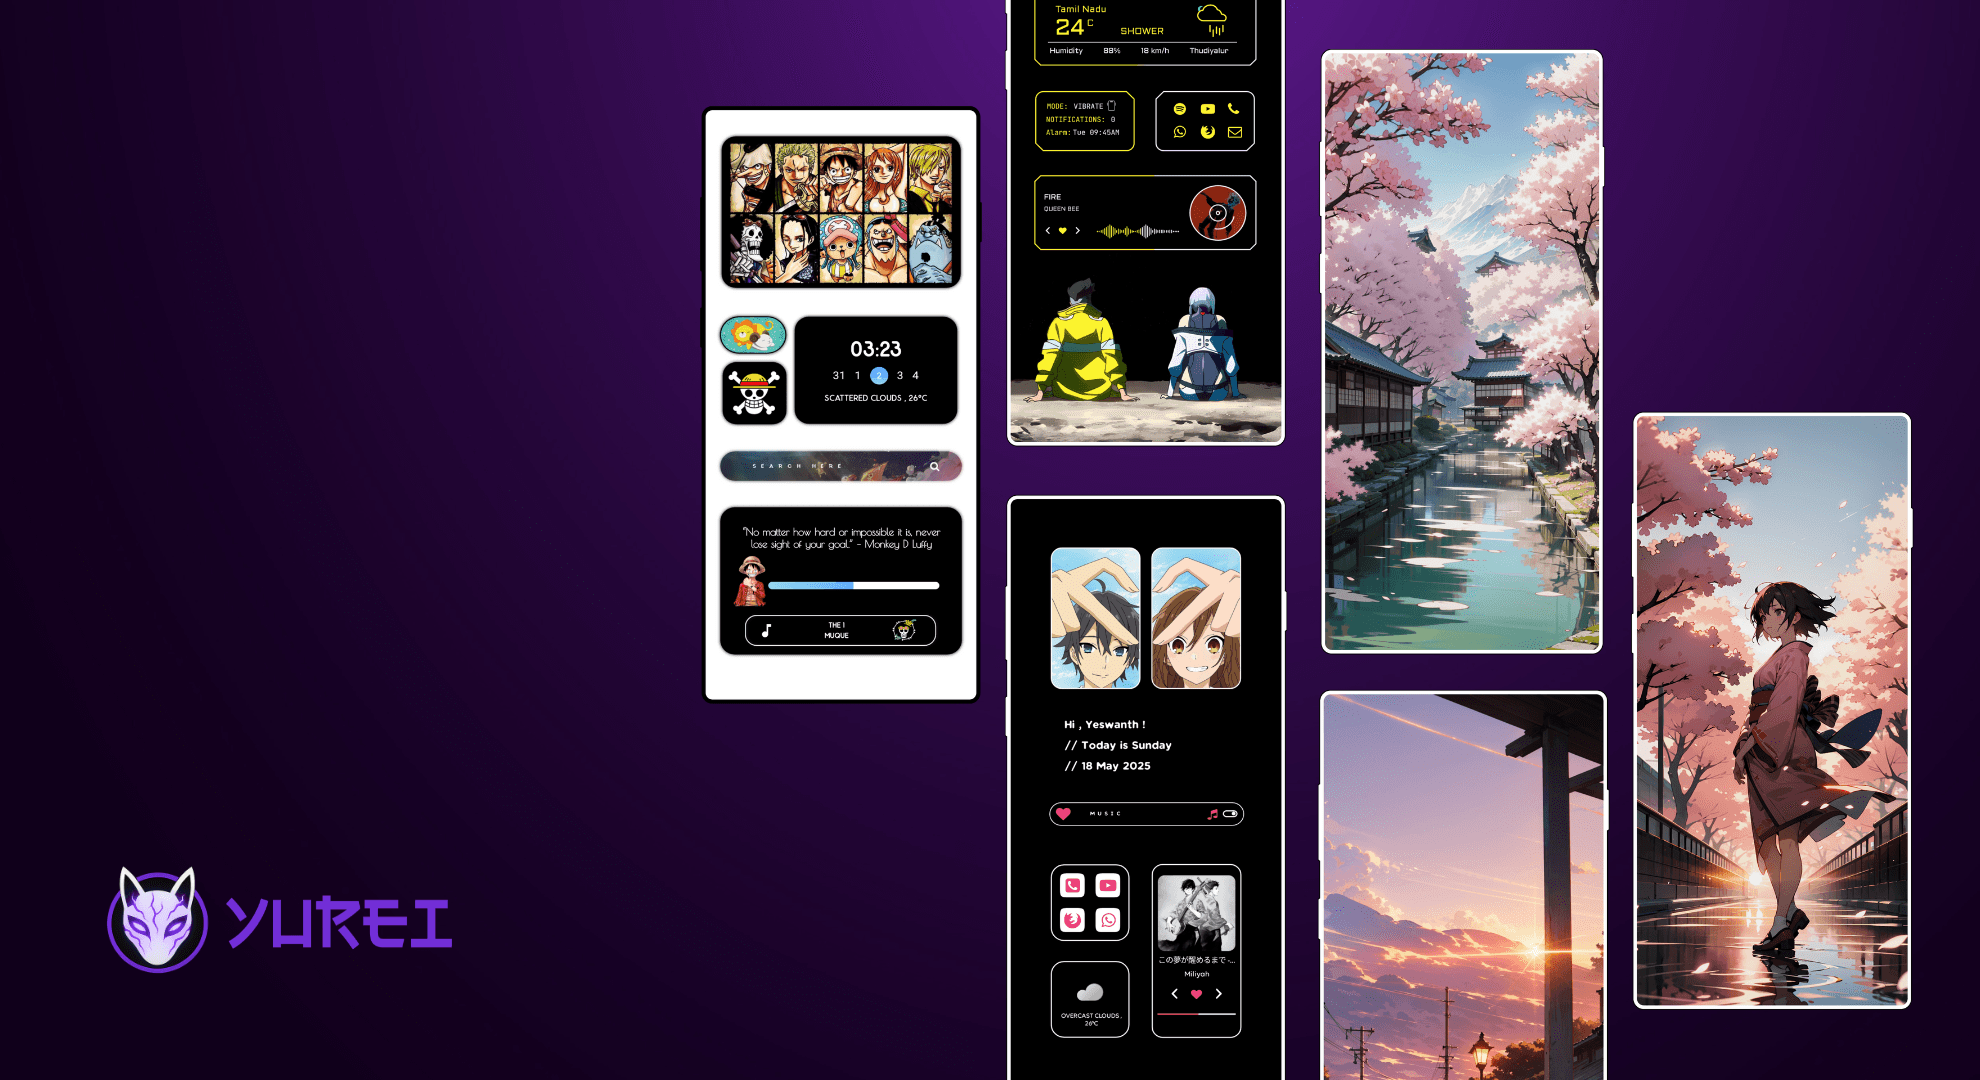 Tamil Nadu
24 C
SHOWER
Humidity 88% 18 km/h Thudiyalur
MODE: VIBRATE
NOTIFICATIONS: 0
Alarm: Tue 09:45AM
FIRE
QUEEN BEE
03:23
31 1 2 3 4
SCATTERED CLOUDS , 26°C
SEARCH HERE
"No matter how hard or impossible it is, never
lose sight of your goal." - Monkey D Luffy
THE 1
MUQUE
Hi , Yeswanth !
// Today is Sunday
// 18 May 2025
MUSIC
この夢が醒めるまで -...
Miliyah
OVERCAST CLOUDS ,
26°C
YUREI